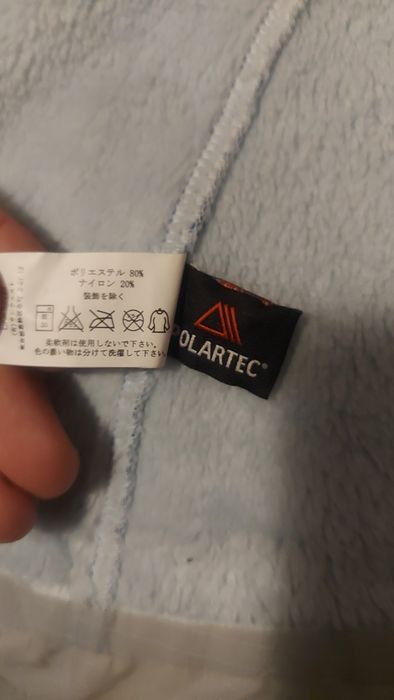 ポリエステル 80%
ナイロン 20%
装飾を除く
柔軟剤は使用しないで下さい。
色の濃い物は分けて洗濯して下さい。
POLARTEC®